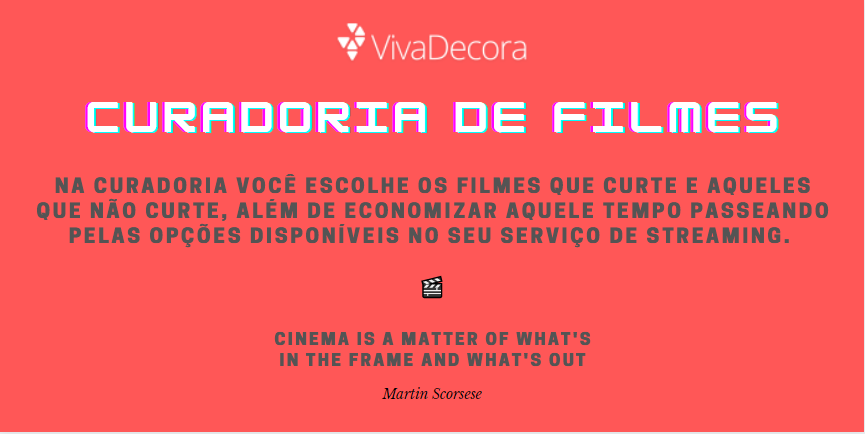 VivaDecora
CURADORIA DE FILMES
NA CURADORIA VOCÊ ESCOLHE OS FILMES QUE CURTE E AQUELES
QUE NÃO CURTE, ALÉM DE ECONOMIZAR AQUELE TEMPO PASSEANDO
PELAS OPÇÕES DISPONÍVEIS NO SEU SERVIÇO DE STREAMING.
CINEMA IS A MATTER OF WHAT'S
IN THE FRAME AND WHAT'S OUT
Martin Scorsese